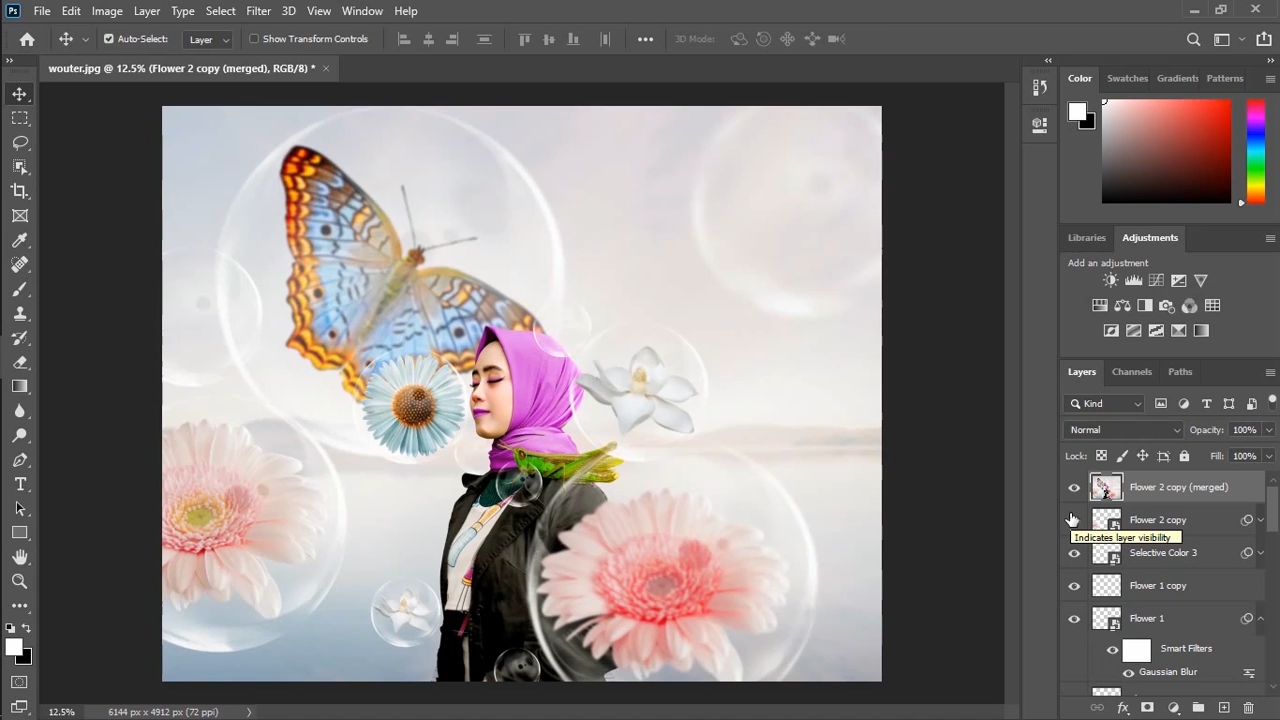 Ps File Edit Image Layer Type Select Filter 3D View Window Help
Auto-Select: Layer Show Transform Controls 3D Mode:
wouter.jpg @ 12.5% (Flower 2 copy (merged), RGB/8) *
Color Swatches Gradients Patterns
Libraries Adjustments
Add an adjustment
Layers Channels Paths
Kind
Normal Opacity: 100%
Lock: Fill: 100%
Flower 2 copy (merged)
Flower 2 copy
Indicates layer visibility
Selective Color 3
Flower 1 copy
Flower 1
Smart Filters
Gaussian Blur
12.5% 6144 px x 4912 px (72 ppi)